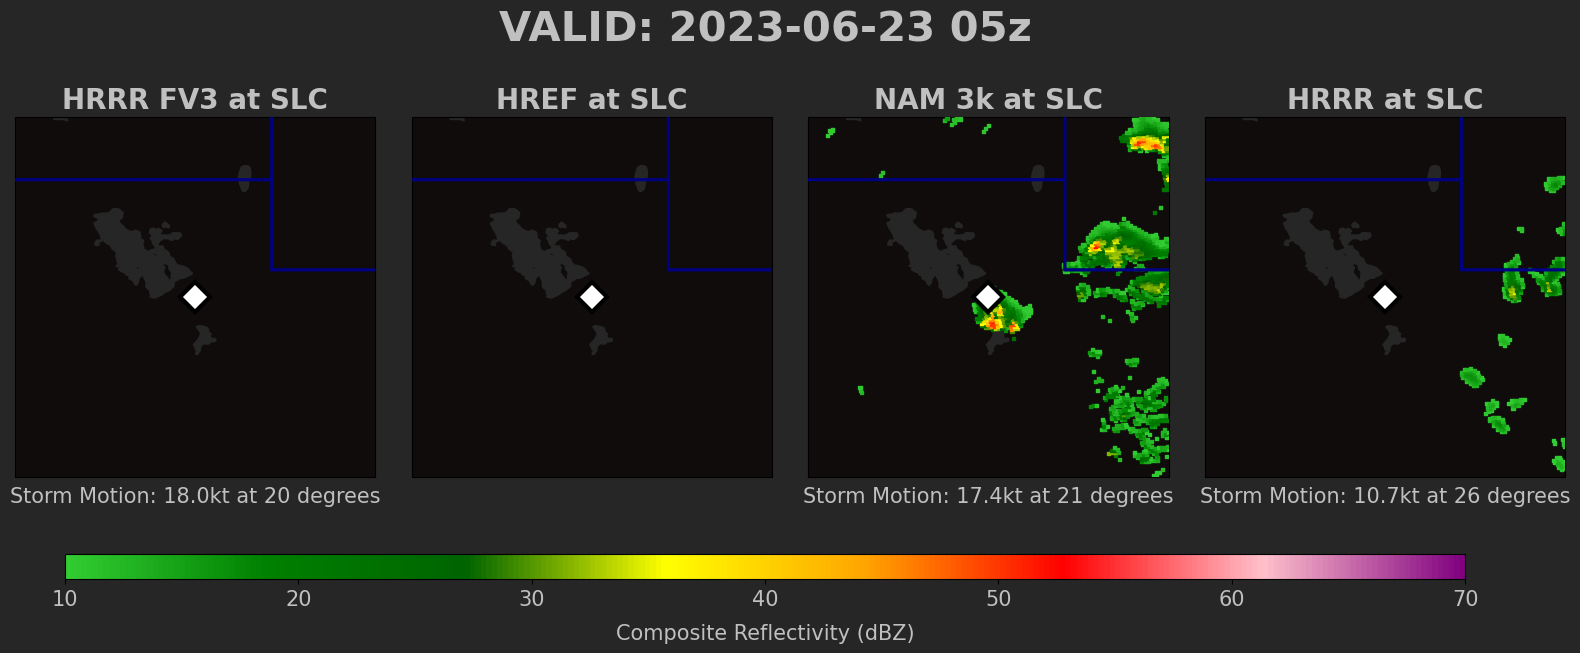 VALID: 2023-06-23 05z
HRRR FV3 at SLC
HREF at SLC
NAM 3k at SLC
HRRR at SLC
Storm Motion: 18.0kt at 20 degrees
Storm Motion: 17.4kt at 21 degrees
Storm Motion: 10.7kt at 26 degrees
10 20 30 40 50 60 70
Composite Reflectivity (dBZ)